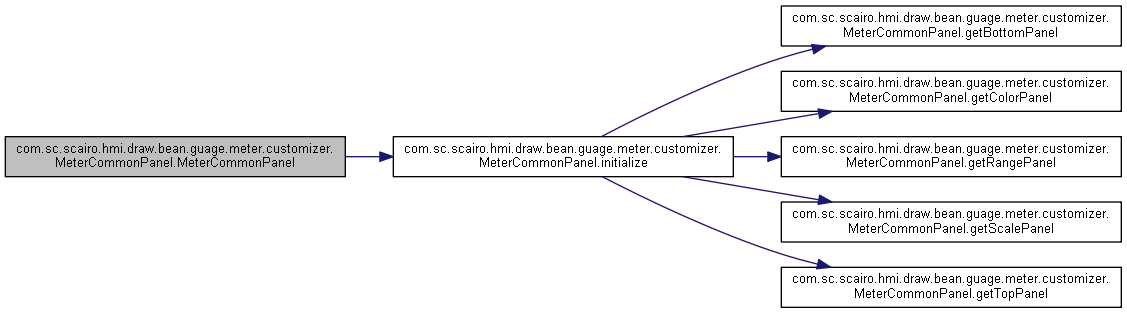 com.sc.scairo.hmi.draw.bean.guage.meter.customizer.
MeterCommonPanel.MeterCommonPanel
com.sc.scairo.hmi.draw.bean.guage.meter.customizer.
MeterCommonPanel.initialize
com.sc.scairo.hmi.draw.bean.guage.meter.customizer.
MeterCommonPanel.getBottomPanel
com.sc.scairo.hmi.draw.bean.guage.meter.customizer.
MeterCommonPanel.getColorPanel
com.sc.scairo.hmi.draw.bean.guage.meter.customizer.
MeterCommonPanel.getRangePanel
com.sc.scairo.hmi.draw.bean.guage.meter.customizer.
MeterCommonPanel.getScalePanel
com.sc.scairo.hmi.draw.bean.guage.meter.customizer.
MeterCommonPanel.getTopPanel